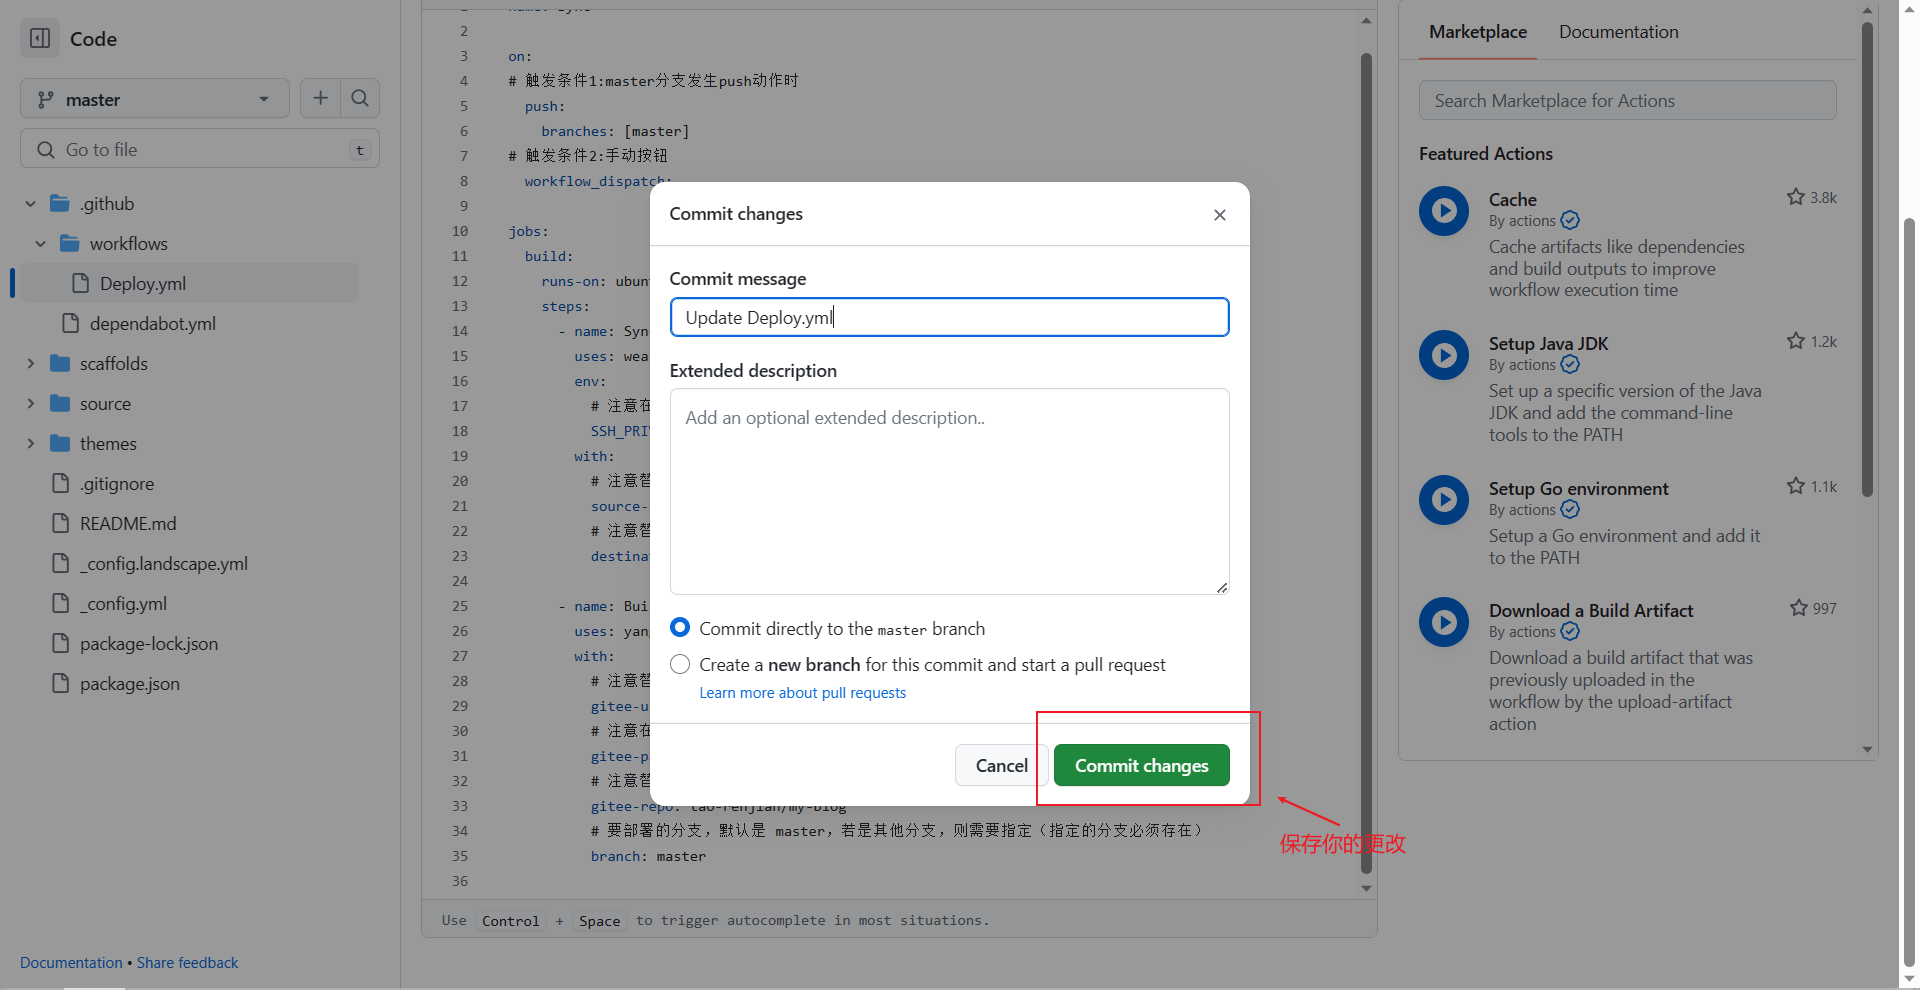 Code
master
Go to file
t
.github
workflows
Deploy.yml
dependabot.yml
scaffolds
source
themes
.gitignore
README.md
_config.landscape.yml
_config.yml
package-lock.json
package.json
Documentation • Share feedback
2
3 on:
4 # 触发条件1:master分支发生push动作时
5 push:
6 branches: [master]
7 # 触发条件2:手动按钮
8 workflow_dispatch:
9
10 jobs:
11 build:
12 runs-on: ubun
13 steps:
14 - name: Syn
15 uses: wea
16 env:
17 # 注意在
18 SSH_PRI
19 with:
20 # 注意替
21 source-
22 # 注意替
23 destina
24
25 - name: Bui
26 uses: yan
27 with:
28 # 注意替
29 gitee-u
30 # 注意在
31 gitee-p
32 # 注意替
33 gitee-repo: tao-renjian/my-blog
34 # 要部署的分支，默认是 master，若是其他分支，则需要指定（指定的分支必须存在）
35 branch: master
36
Use Control + Space to trigger autocomplete in most situations.
Commit changes
Commit message
Update Deploy.yml
Extended description
Add an optional extended description..
Commit directly to the master branch
Create a new branch for this commit and start a pull request
Learn more about pull requests
Cancel
Commit changes
保存你的更改
Marketplace Documentation
Search Marketplace for Actions
Featured Actions
Cache 3.8k
By actions
Cache artifacts like dependencies
and build outputs to improve
workflow execution time
Setup Java JDK 1.2k
By actions
Set up a specific version of the Java
JDK and add the command-line
tools to the PATH
Setup Go environment 1.1k
By actions
Setup a Go environment and add it
to the PATH
Download a Build Artifact 997
By actions
Download a build artifact that was
previously uploaded in the
workflow by the upload-artifact
action